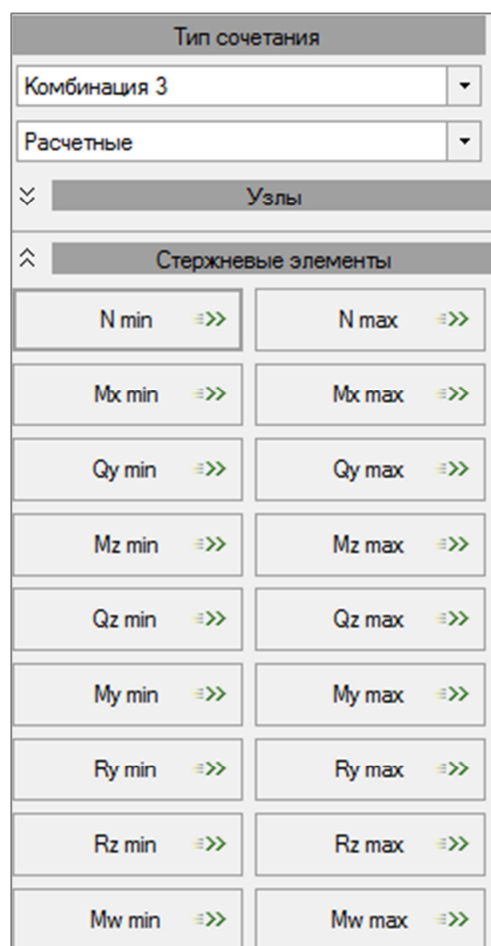 Тип сочетания
Комбинация 3
Расчетные
Узлы
Стержневые элементы
N min N max
Mx min Mx max
Qy min Qy max
Mz min Mz max
Qz min Qz max
My min My max
Ry min Ry max
Rz min Rz max
Mw min Mw max